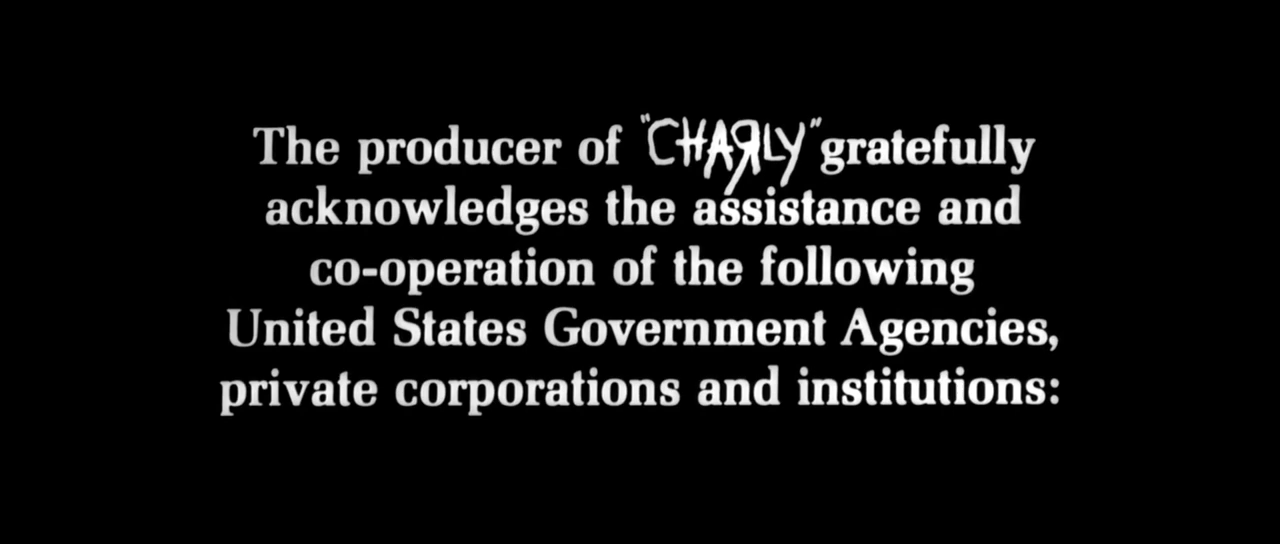 The producer of "CHAЯLY" gratefully
acknowledges the assistance and
co-operation of the following
United States Government Agencies,
private corporations and institutions: